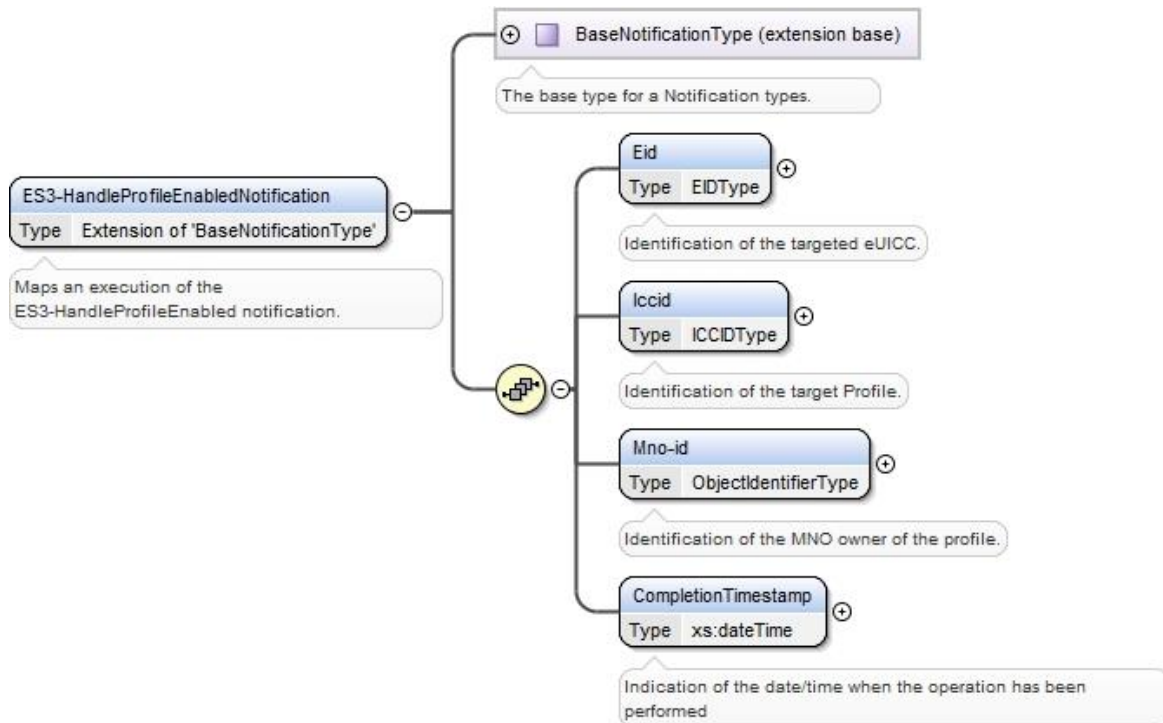 BaseNotificationType (extension base)
The base type for a Notification types.
ES3-HandleProfileEnabledNotification
Type Extension of 'BaseNotificationType'
Maps an execution of the
ES3-HandleProfileEnabled notification.
Eid
Type EIDType
Identification of the targeted eUICC.
Iccid
Type ICCIDType
Identification of the target Profile.
Mno-id
Type ObjectIdentifierType
Identification of the MNO owner of the profile.
CompletionTimestamp
Type xs:dateTime
Indication of the date/time when the operation has been
performed